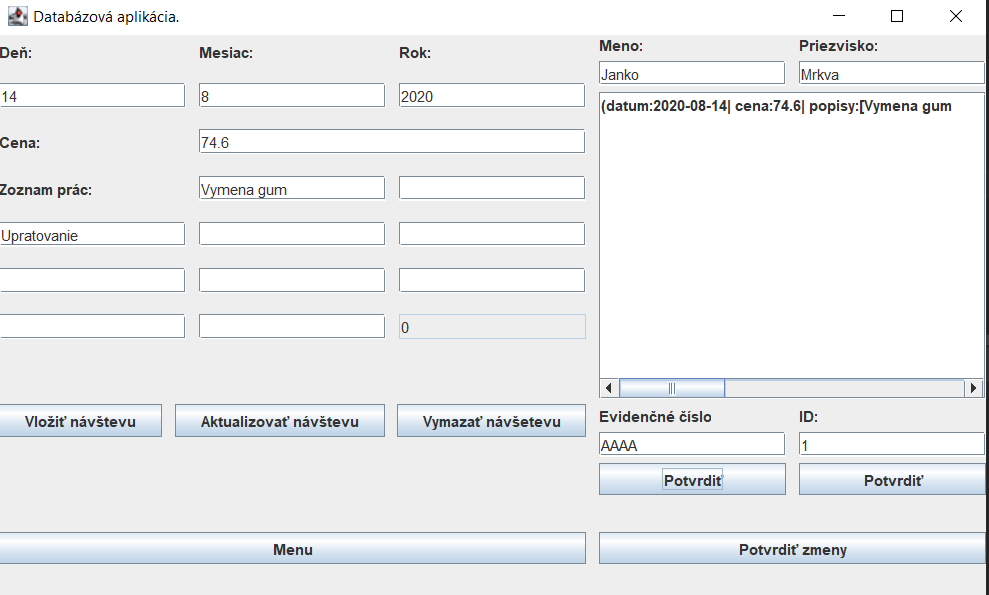 Databázová aplikácia.
Deň: Mesiac: Rok:
14 8 2020
Cena: 74.6
Zoznam prác: Vymena gum
Upratovanie
0
Vložiť návštevu Aktualizovať návštevu Vymazať návšetevu
Menu
Meno: Priezvisko:
Janko Mrkva
(datum:2020-08-14| cena:74.6| popisy:[Vymena gum
Evidenčné číslo ID:
AAAA 1
Potvrdiť Potvrdiť
Potvrdiť zmeny